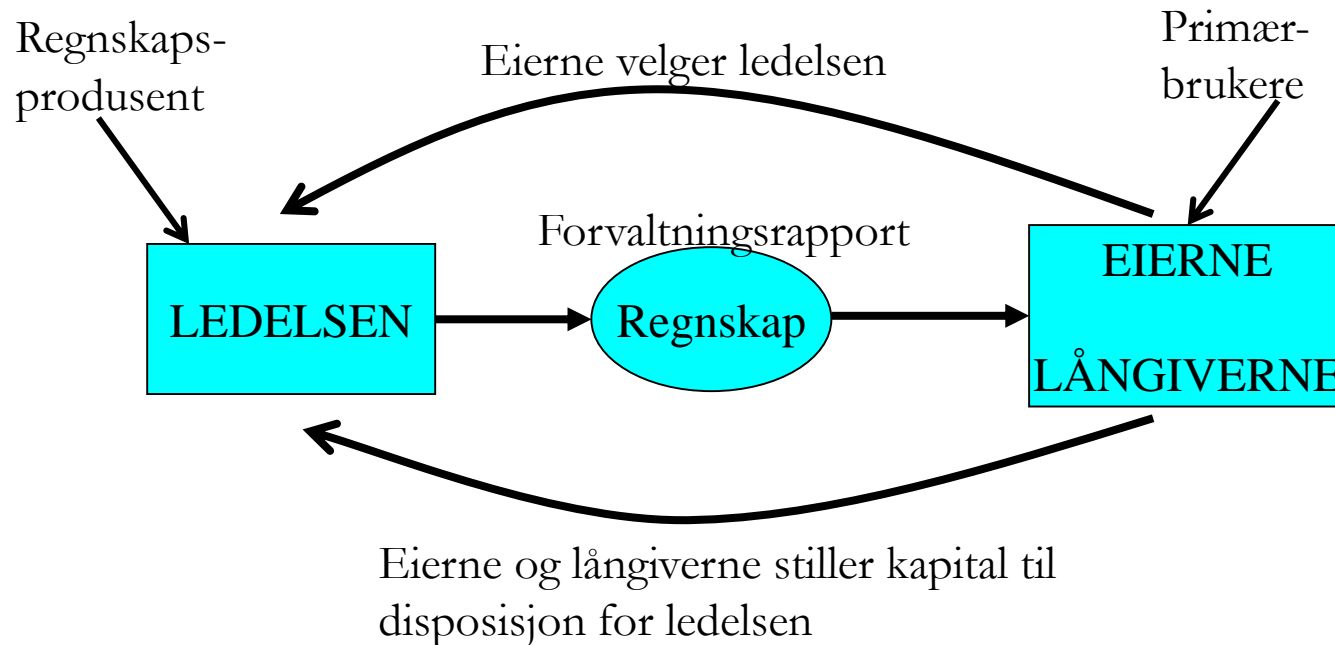 Regnskaps-
produsent
Eierne velger ledelsen
Primær-
brukere
Forvaltningsrapport
LEDELSEN
Regnskap
EIERNE
LÅNGIVERNE
Eierne og långiverne stiller kapital til
disposisjon for ledelsen